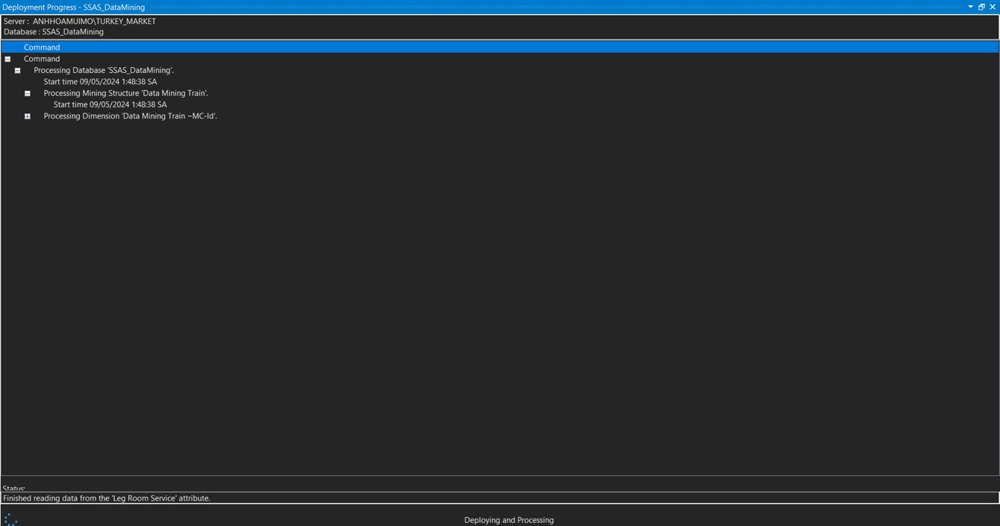 Deployment Progress - SSAS_DataMining
Server : ANHHOAMUIMO\TURKEY_MARKET
Database : SSAS_DataMining
Command
Command
Processing Database 'SSAS_DataMining'.
Start time 09/05/2024 1:48:38 SA
Processing Mining Structure 'Data Mining Train'.
Start time 09/05/2024 1:48:38 SA
Processing Dimension 'Data Mining Train ~MC-Id'.
Status:
Finished reading data from the 'Leg Room Service' attribute.
Deploying and Processing